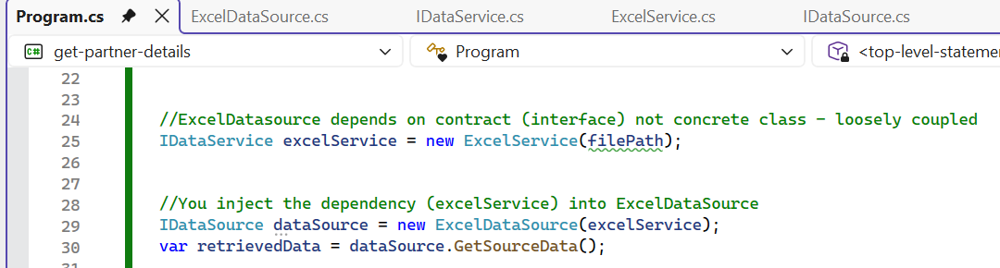 Program.cs ExcelDataSource.cs IDataService.cs ExcelService.cs IDataSource.cs
C# get-partner-details Program <top-level-stateme
22
23
24 //ExcelDatasource depends on contract (interface) not concrete class - loosely coupled
25 IDataService excelService = new ExcelService(filePath);
26
27
28 //You inject the dependency (excelService) into ExcelDataSource
29 IDataSource dataSource = new ExcelDataSource(excelService);
30 var retrievedData = dataSource.GetSourceData();